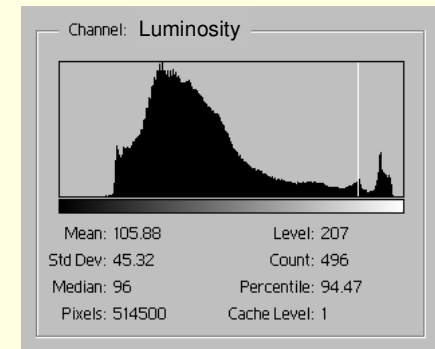 Channel: Luminosity
Mean: 105.88 Level: 207
Std Dev: 45.32 Count: 496
Median: 96 Percentile: 94.47
Pixels: 514500 Cache Level: 1